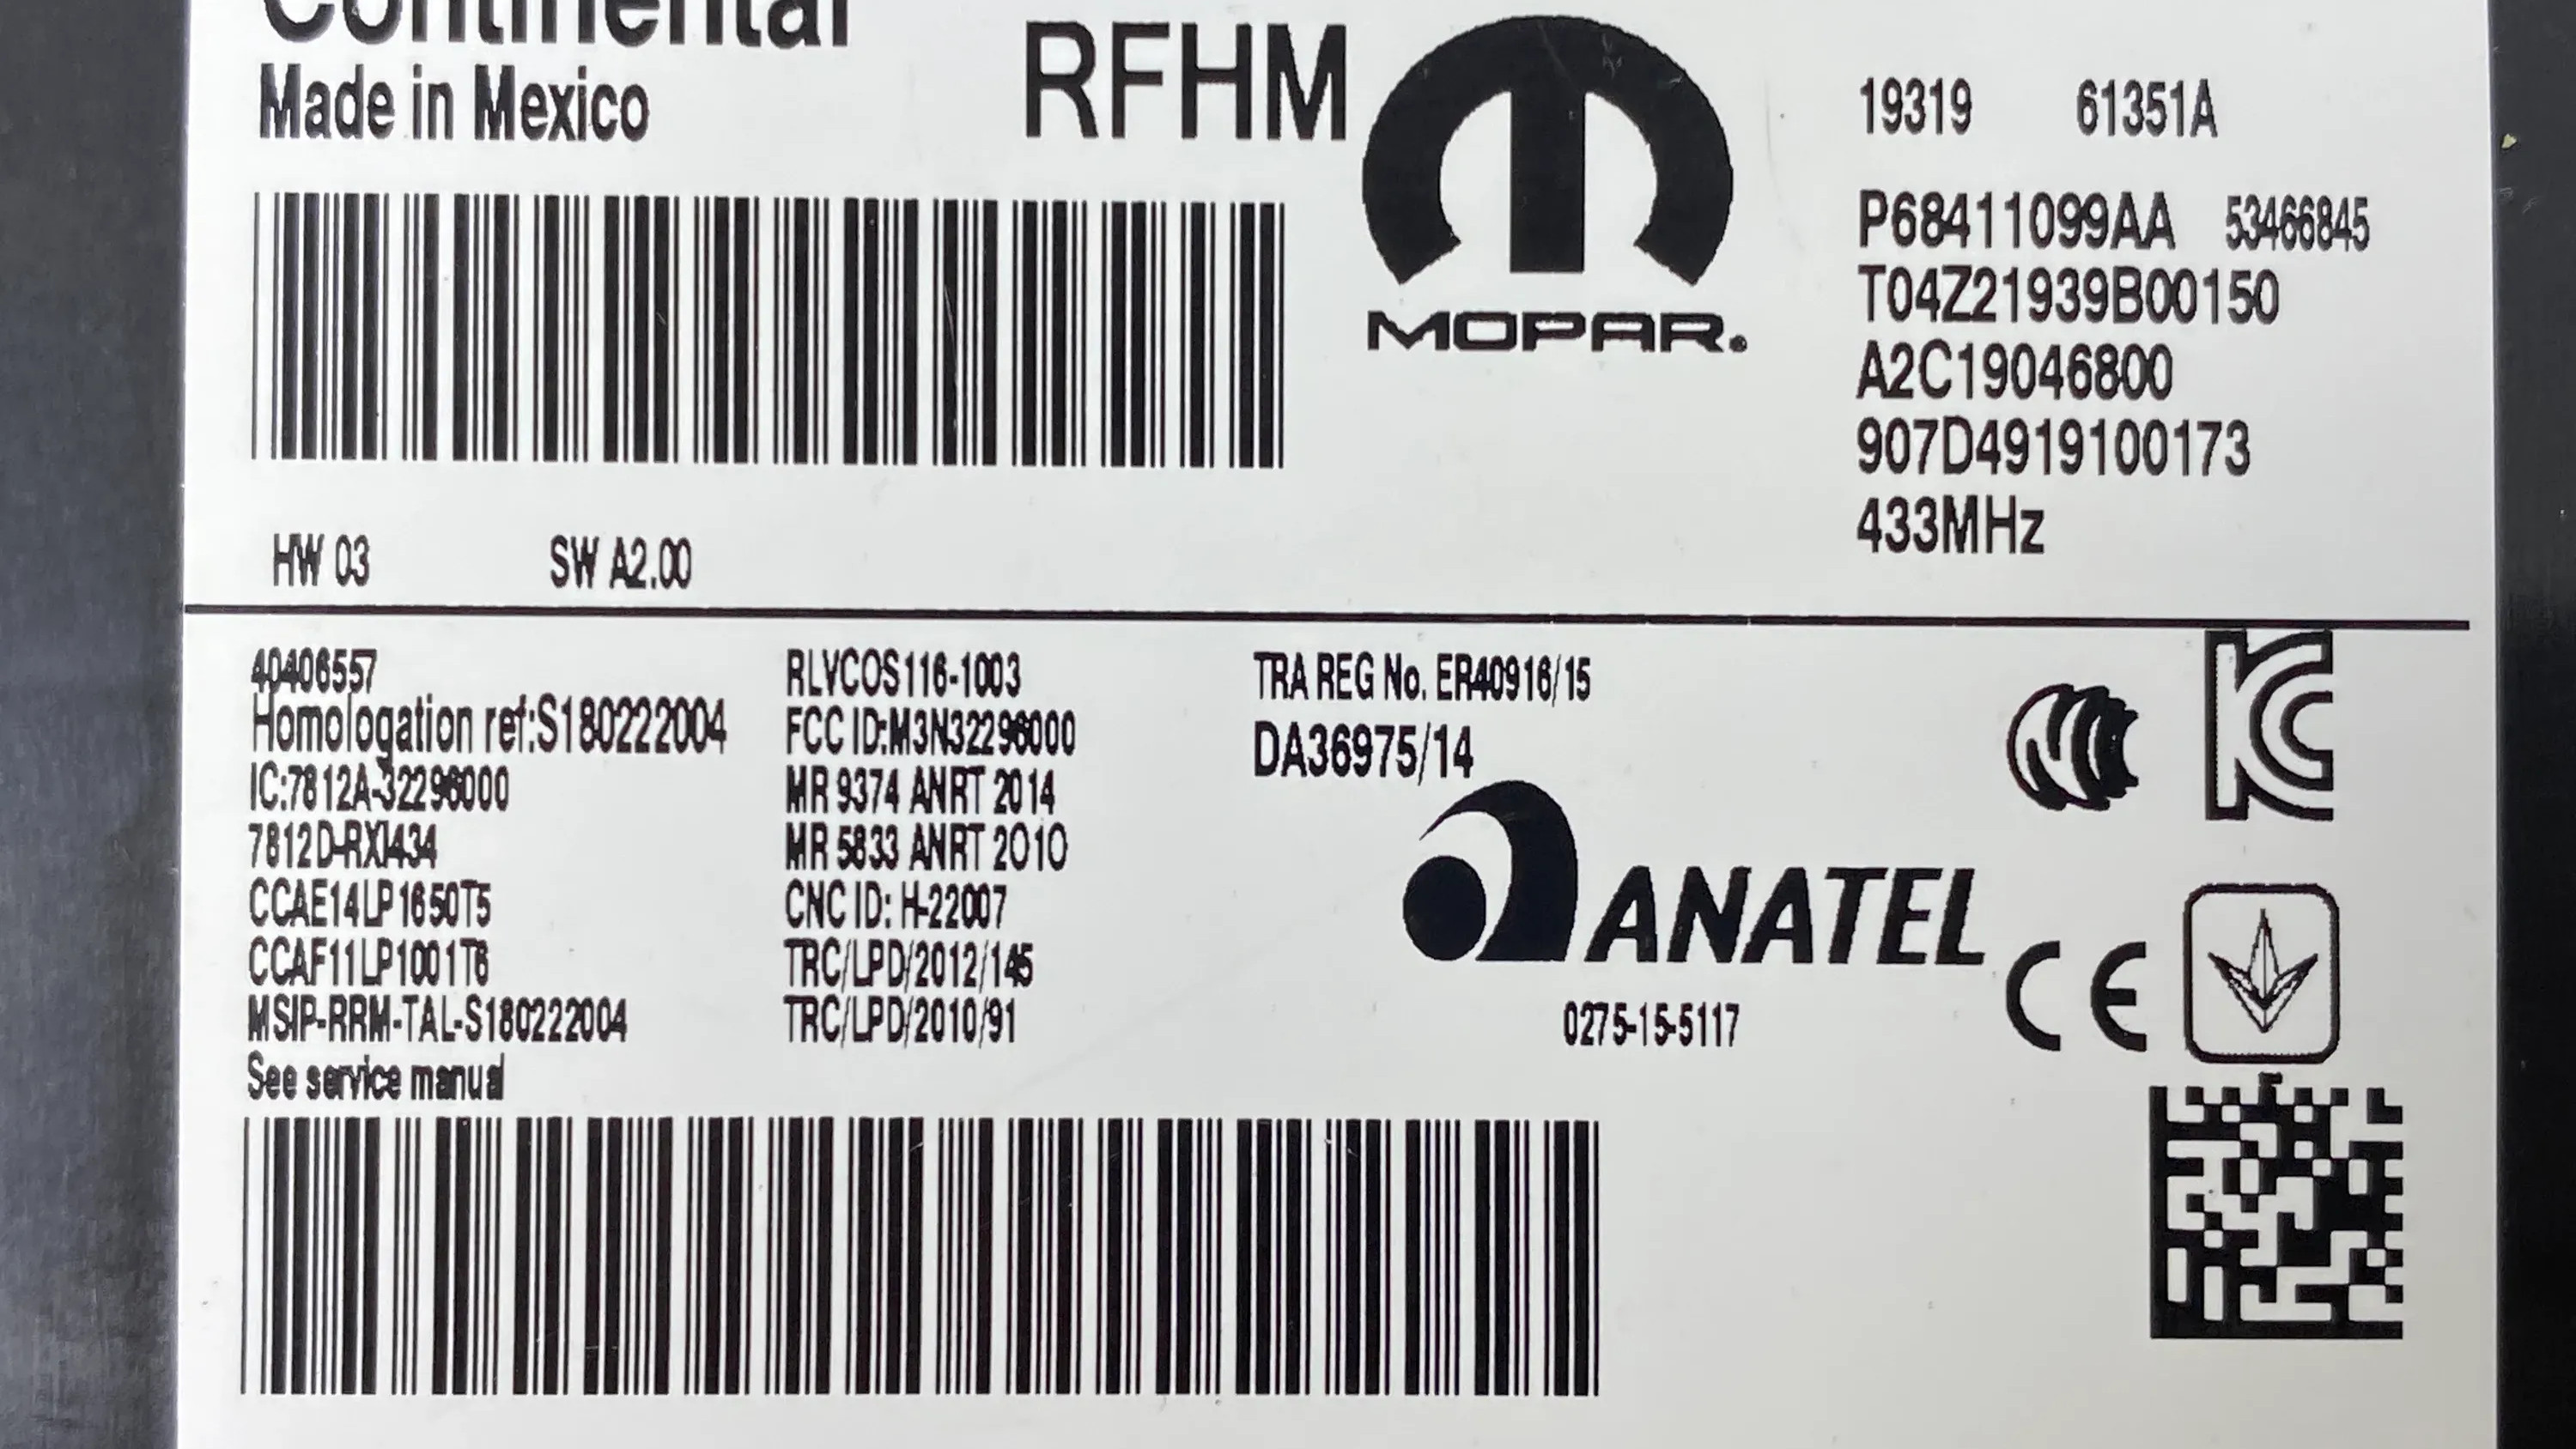 Continental
Made in Mexico
RFHM
MOPAR.
19319 61351A
P68411099AA 53466845
T04Z21939B00150
A2C19046800
907D4919100173
433MHz
HW 03 SW A2.00
40406557
Homologation ref:S180222004
IC:7812A-32296000
7812D-RXI434
CCAE14LP1650T5
CCAF11LP1001T6
MSIP-RRM-TAL-S180222004
See service manual
RLVCOS116-1003
FCC ID:M3N32296000
MR 9374 ANRT 2014
MR 5833 ANRT 2010
CNC ID: H-22007
TRC/LPD/2012/145
TRC/LPD/2010/91
TRA REG No. ER40916/15
DA36975/14
ANATEL
0275-15-5117
CE